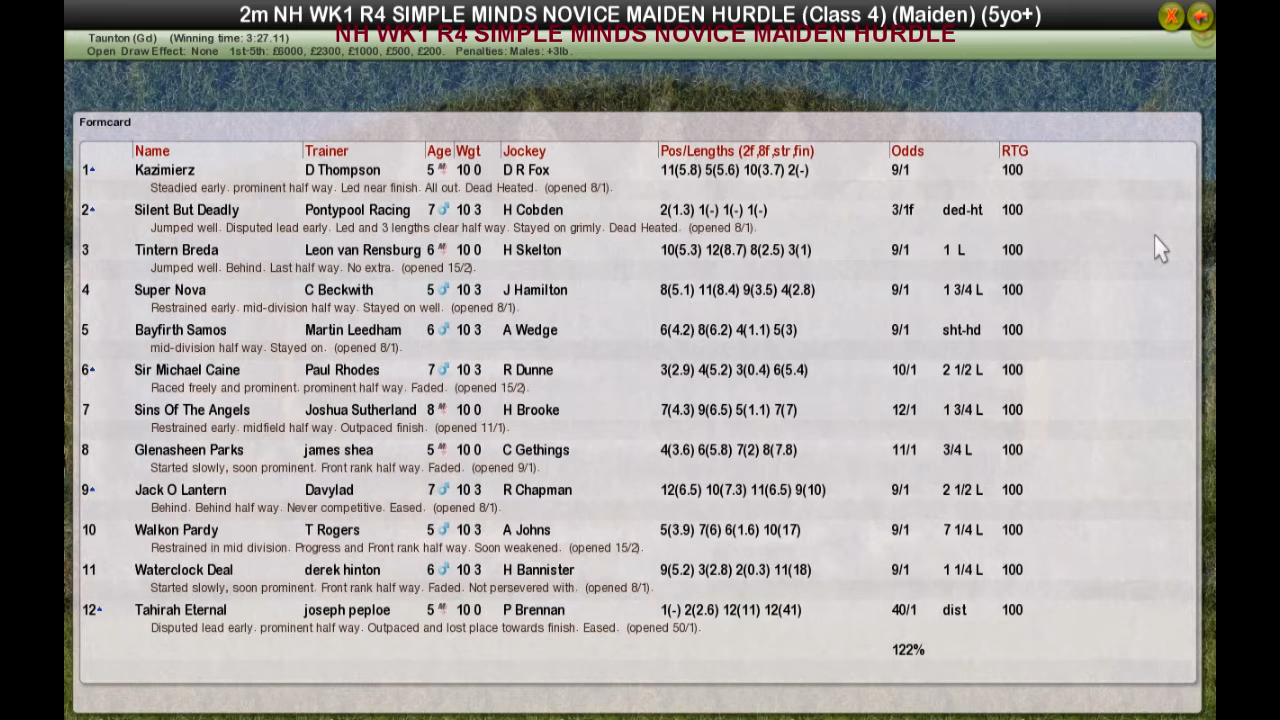 2m NH WK1 R4 SIMPLE MINDS NOVICE MAIDEN HURDLE (Class 4) (Maiden) (5yo+)
NH WK1 R4 SIMPLE MINDS NOVICE MAIDEN HURDLE
Taunton (Gd) (Winning time: 3:27.11)
Open Draw Effect: None 1st-5th: £6000, £2300, £1000, £500, £200. Penalties: Males: +3lb.
Formcard
Name Trainer Age Wgt Jockey Pos/Lengths (2f,8f,str,fin) Odds RTG
1 Kazimierz D Thompson 5 10 0 D R Fox 11(5.8) 5(5.6) 10(3.7) 2(-) 9/1 100
Steadied early. prominent half way. Led near finish. All out. Dead Heated. (opened 8/1).
2 Silent But Deadly Pontypool Racing 7 10 3 H Cobden 2(1.3) 1(-) 1(-) 1(-) 3/1f ded-ht 100
Jumped well. Disputed lead early. Led and 3 lengths clear half way. Stayed on grimly. Dead Heated. (opened 8/1).
3 Tintern Breda Leon van Rensburg 6 10 0 H Skelton 10(5.3) 12(8.7) 8(2.5) 3(1) 9/1 1 L 100
Jumped well. Behind. Last half way. No extra. (opened 15/2).
4 Super Nova C Beckwith 5 10 3 J Hamilton 8(5.1) 11(8.4) 9(3.5) 4(2.8) 9/1 1 3/4 L 100
Restrained early. mid-division half way. Stayed on well. (opened 8/1).
5 Bayfirth Samos Martin Leedham 6 10 3 A Wedge 6(4.2) 8(6.2) 4(1.1) 5(3) 9/1 sht-hd 100
mid-division half way. Stayed on. (opened 8/1).
6 Sir Michael Caine Paul Rhodes 7 10 3 R Dunne 3(2.9) 4(5.2) 3(0.4) 6(5.4) 10/1 2 1/2 L 100
Raced freely and prominent. prominent half way. Faded. (opened 15/2).
7 Sins Of The Angels Joshua Sutherland 8 10 0 H Brooke 7(4.3) 9(6.5) 5(1.1) 7(7) 12/1 1 3/4 L 100
Restrained early. midfield half way. Outpaced finish. (opened 11/1).
8 Glenasheen Parks james shea 5 10 0 C Gethings 4(3.6) 6(5.8) 7(2) 8(7.8) 11/1 3/4 L 100
Started slowly, soon prominent. Front rank half way. Faded. (opened 9/1).
9 Jack O Lantern Davylad 7 10 3 R Chapman 12(6.5) 10(7.3) 11(6.5) 9(10) 9/1 2 1/2 L 100
Behind. Behind half way. Never competitive. Eased. (opened 8/1).
10 Walkon Pardy T Rogers 5 10 3 A Johns 5(3.9) 7(6) 6(1.6) 10(17) 9/1 7 1/4 L 100
Restrained in mid division. Progress and Front rank half way. Soon weakened. (opened 15/2).
11 Waterclock Deal derek hinton 6 10 3 H Bannister 9(5.2) 3(2.8) 2(0.3) 11(18) 9/1 1 1/4 L 100
Started slowly, soon prominent. Front rank half way. Faded. Not persevered with. (opened 8/1).
12 Tahirah Eternal joseph peploe 5 10 0 P Brennan 1(-) 2(2.6) 12(11) 12(41) 40/1 dist 100
Disputed lead early. prominent half way. Outpaced and lost place towards finish. Eased. (opened 50/1).
122%